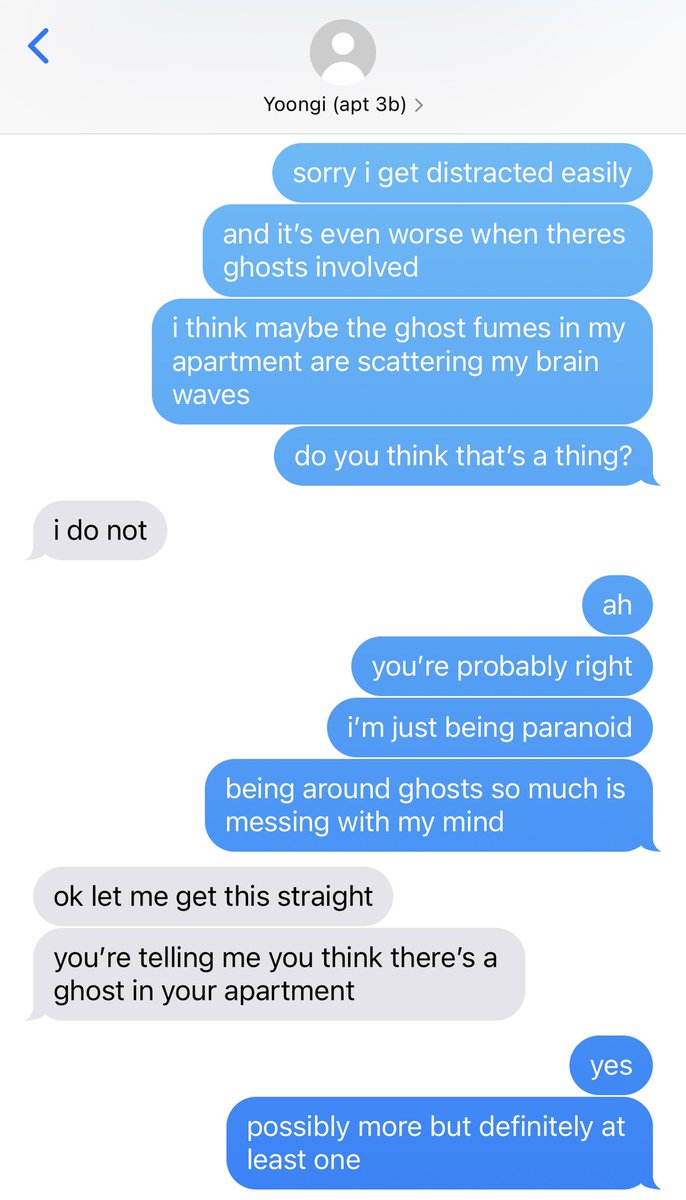 Yoongi (apt 3b)
sorry i get distracted easily
and it’s even worse when theres
ghosts involved
i think maybe the ghost fumes in my
apartment are scattering my brain
waves
do you think that’s a thing?
i do not
ah
you’re probably right
i’m just being paranoid
being around ghosts so much is
messing with my mind
ok let me get this straight
you’re telling me you think there’s a
ghost in your apartment
yes
possibly more but definitely at
least one